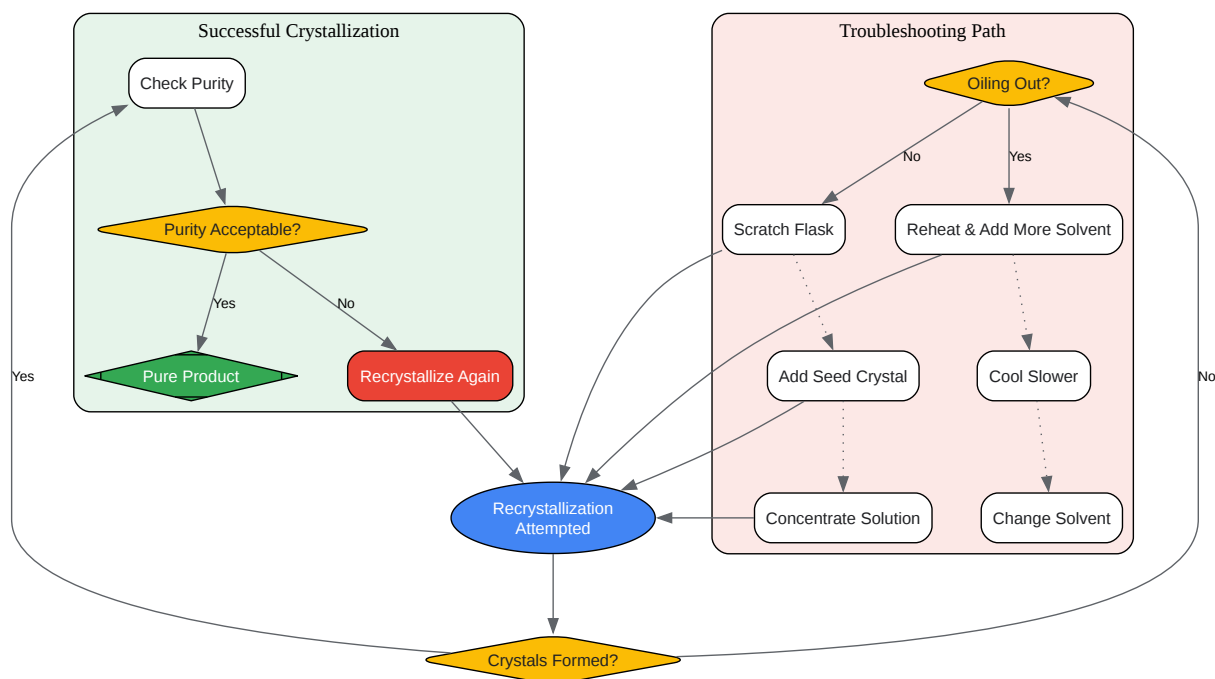 Successful Crystallization
Troubleshooting Path
Check Purity
Oiling Out?
No
Yes
Purity Acceptable?
Scratch Flask
Reheat & Add More Solvent
Yes
No
Pure Product
Recrystallize Again
Add Seed Crystal
Cool Slower
Yes
No
Recrystallization
Attempted
Concentrate Solution
Change Solvent
Crystals Formed?